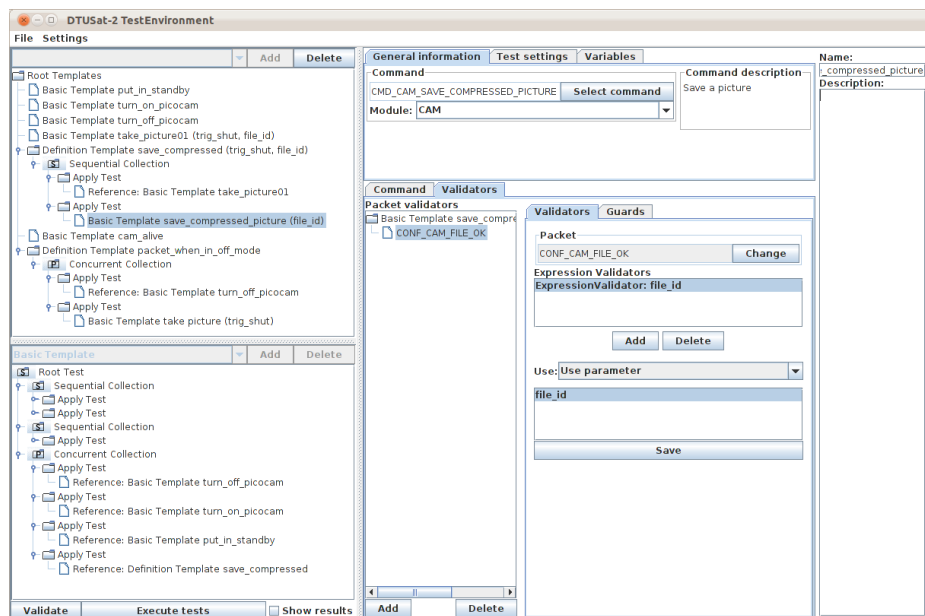 DTUSat-2 TestEnvironment
File Settings
Add Delete
Root Templates
Basic Template put_in_standby
Basic Template turn_on_picocam
Basic Template turn_off_picocam
Basic Template take_picture01 (trig_shut, file_id)
Definition Template save_compressed (trig_shut, file_id)
S Sequential Collection
Apply Test
Reference: Basic Template take_picture01
Apply Test
Basic Template save_compressed_picture (file_id)
Basic Template cam_alive
Definition Template packet_when_in_off_mode
P Concurrent Collection
Apply Test
Reference: Basic Template turn_off_picocam
Apply Test
Basic Template take picture (trig_shut)
Basic Template Add Delete
S Root Test
S Sequential Collection
Apply Test
Apply Test
S Sequential Collection
Apply Test
P Concurrent Collection
Apply Test
Reference: Basic Template turn_off_picocam
Apply Test
Reference: Basic Template turn_on_picocam
Apply Test
Reference: Basic Template put_in_standby
Apply Test
Reference: Definition Template save_compressed
Validate Execute tests Show results
General information Test settings Variables
Command
CMD_CAM_SAVE_COMPRESSED_PICTURE Select command
Module: CAM
Command description
Save a picture
Command Validators
Packet validators
Basic Template save_compre
CONF_CAM_FILE_OK
Add Delete
Validators Guards
Packet
CONF_CAM_FILE_OK Change
Expression Validators
ExpressionValidator: file_id
Add Delete
Use: Use parameter
file_id
Save
Name:
_compressed_picture
Description: